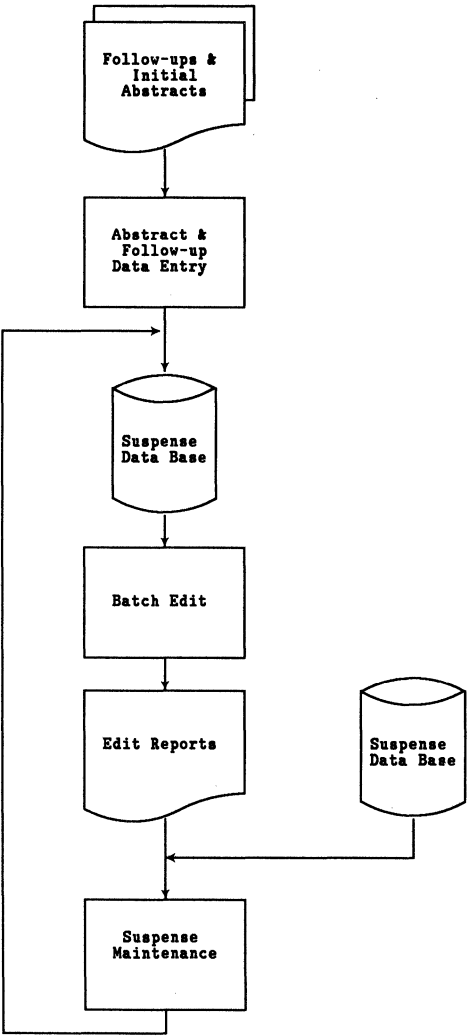 Follow-ups &
Initial
Abstracts
Abstract &
Follow-up
Data Entry
Suspense
Data Base
Batch Edit
Edit Reports
Suspense
Data Base
Suspense
Maintenance